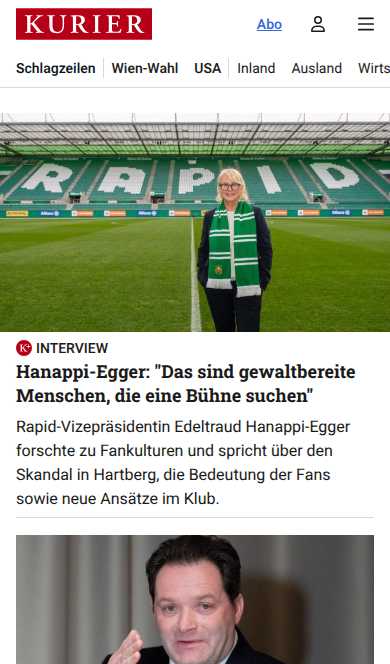 KURIER
Abo
Schlagzeilen Wien-Wahl USA Inland Ausland Wirts
RAPID
K+ INTERVIEW
Hanappi-Egger: "Das sind gewaltbereite
Menschen, die eine Bühne suchen"
Rapid-Vizepräsidentin Edeltraud Hanappi-Egger
forschte zu Fankulturen und spricht über den
Skandal in Hartberg, die Bedeutung der Fans
sowie neue Ansätze im Klub.